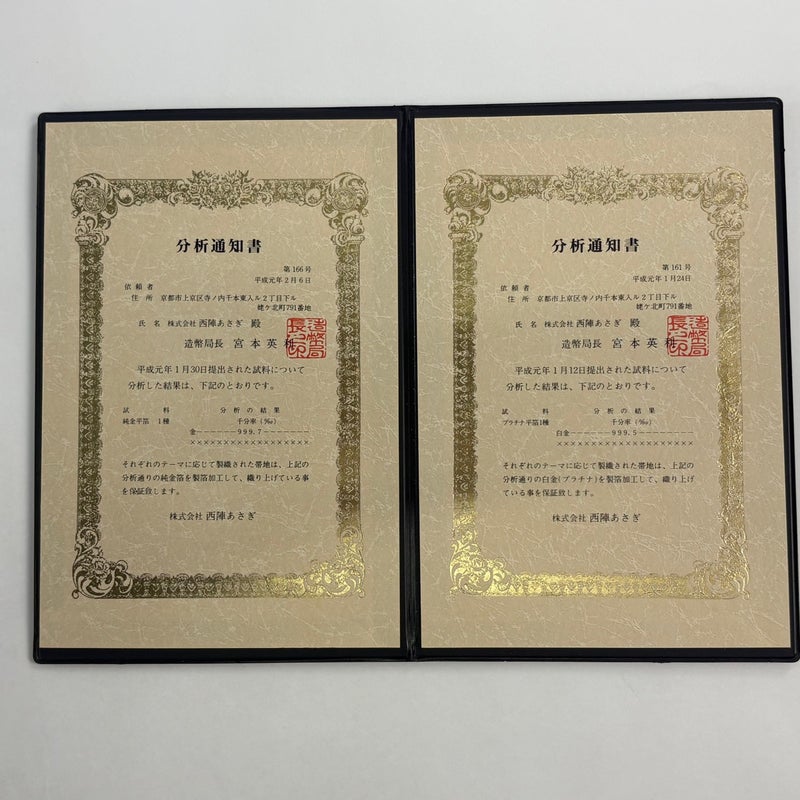 分析通知書
第166号
平成元年2月6日
依頼者
住所 京都市上京区寺ノ内千本東入ル2丁目下ル
姥ケ北町791番地
氏名 株式会社 西陣あさぎ 殿
造幣局長 宮本英利
造幣局長印
平成元年1月30日提出された試料について
分析した結果は、下記のとおりです。
試料 分析の結果
純金平箔 1種 千分率(‰)
金−−−−−−999.7−−−−−−−
××××××××××××××××××
それぞれのテーマに応じて製織された帯地は、上記の
分析通りの純金箔を製箔加工して、織り上げている事
を保証致します。
株式会社 西陣あさぎ
分析通知書
第161号
平成元年1月24日
依頼者
住所 京都市上京区寺ノ内千本東入ル2丁目下ル
姥ケ北町791番地
氏名 株式会社 西陣あさぎ 殿
造幣局長 宮本英利
造幣局長印
平成元年1月12日提出された試料について
分析した結果は、下記のとおりです。
試料 分析の結果
プラチナ平箔1種 千分率(‰)
白金−−−−−−999.5−−−−−−−
××××××××××××××××××
それぞれのテーマに応じて製織された帯地は、上記の
分析通りの白金(プラチナ)を製箔加工して、織り上げ
ている事を保証致します。
株式会社 西陣あさぎ